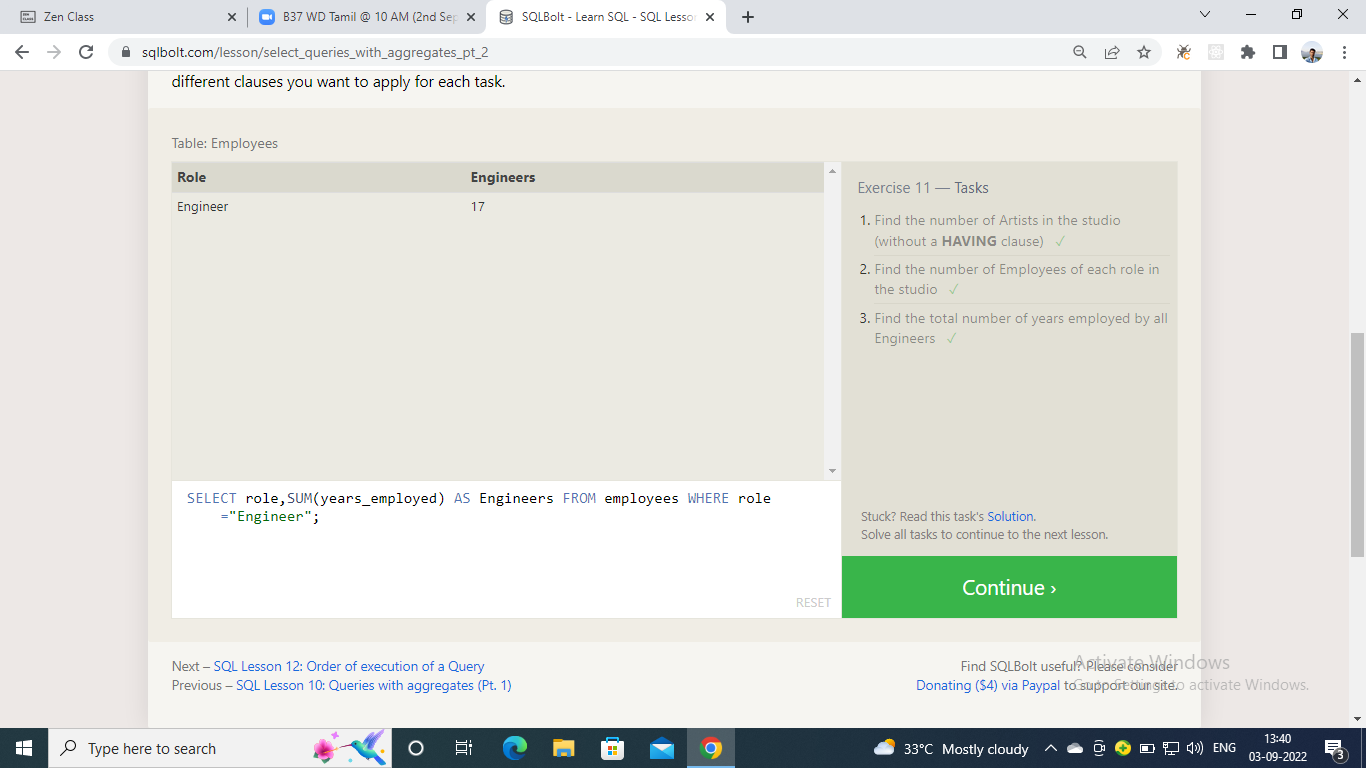 Zen Class
B37 WD Tamil @ 10 AM (2nd Sep
SQLBolt - Learn SQL - SQL Lesso
sqlbolt.com/lesson/select_queries_with_aggregates_pt_2
different clauses you want to apply for each task.
Table: Employees
Role Engineers
Engineer 17
Exercise 11 — Tasks
1. Find the number of Artists in the studio
(without a HAVING clause) ✓
2. Find the number of Employees of each role in
the studio ✓
3. Find the total number of years employed by all
Engineers ✓
SELECT role,SUM(years_employed) AS Engineers FROM employees WHERE role
="Engineer";
RESET
Stuck? Read this task's Solution.
Solve all tasks to continue to the next lesson.
Continue ›
Next – SQL Lesson 12: Order of execution of a Query
Previous – SQL Lesson 10: Queries with aggregates (Pt. 1)
Find SQLBolt useful? Please consider
Donating ($4) via Paypal to support our site.
Activate Windows
Go to Settings to activate Windows.
Type here to search
33°C Mostly cloudy
ENG
13:40
03-09-2022
3